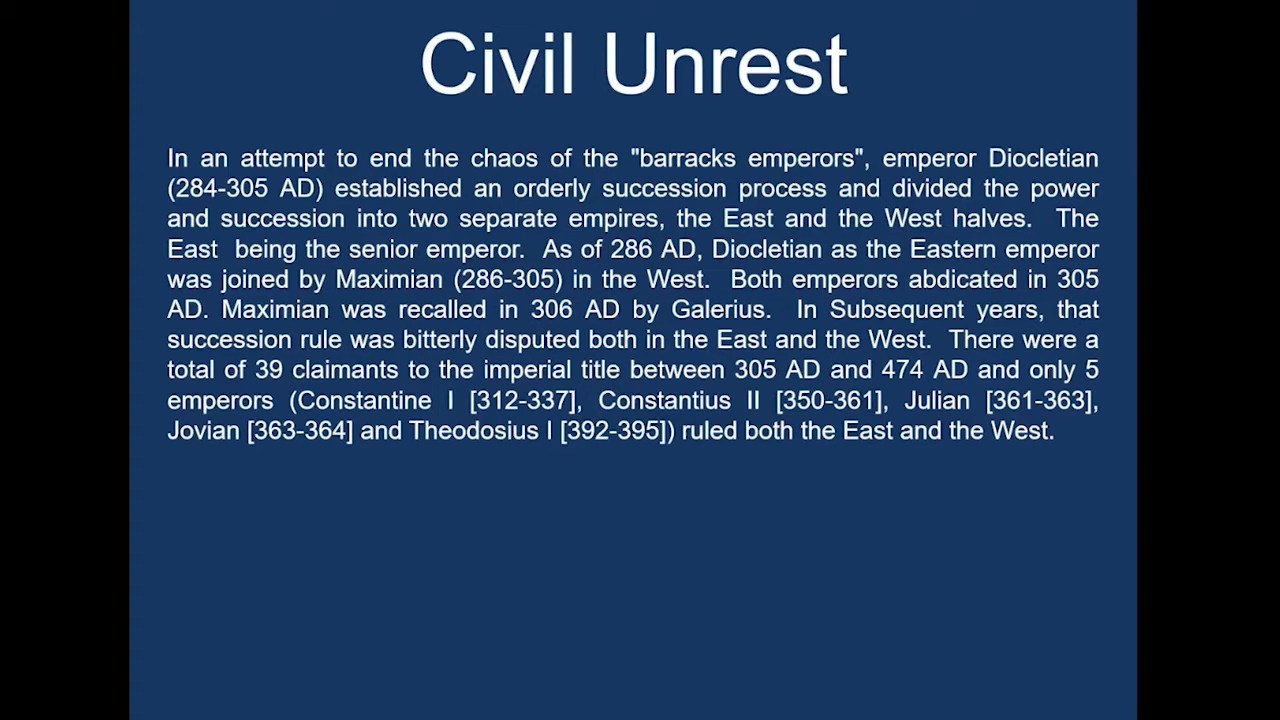 Civil Unrest
In an attempt to end the chaos of the "barracks emperors", emperor Diocletian
(284-305 AD) established an orderly succession process and divided the power
and succession into two separate empires, the East and the West halves.  The
East  being the senior emperor.  As of 286 AD, Diocletian as the Eastern emperor
was joined by Maximian (286-305) in the West.  Both emperors abdicated in 305
AD. Maximian was recalled in 306 AD by Galerius.  In Subsequent years, that
succession rule was bitterly disputed both in the East and the West.  There were a
total of 39 claimants to the imperial title between 305 AD and 474 AD and only 5
emperors (Constantine I [312-337], Constantius II [350-361], Julian [361-363],
Jovian [363-364] and Theodosius I [392-395]) ruled both the East and the West.